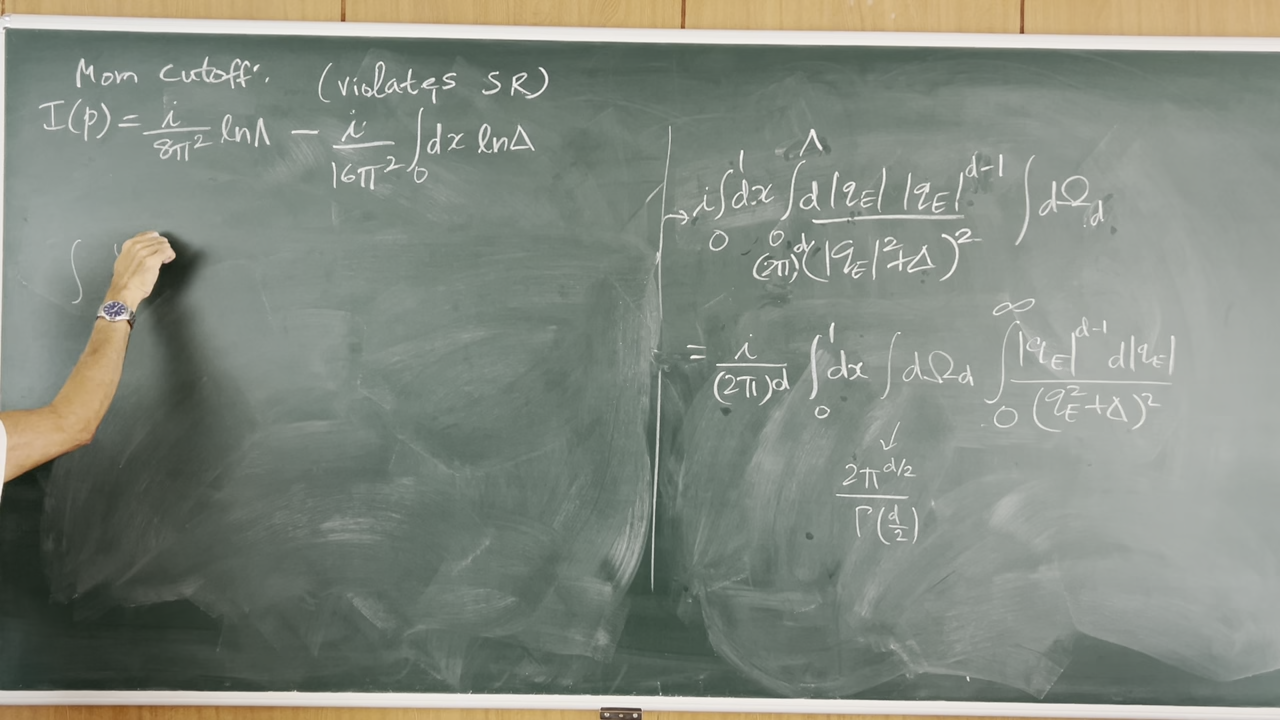 Mom cutoff: (violates SR)
I(p) = i/8π² lnΛ − i/16π² ∫₀ dx lnΔ
∫
→ i ∫₀¹ dx ∫₀^Λ d|q_E| |q_E|^{d-1} / (2π)^d (|q_E|²+Δ)² ∫ dΩ_d
= i/(2π)d ∫₀¹ dx ∫ dΩ_d ∫₀^∞ |q_E|^{d-1} d|q_E| / (q_E²+Δ)²
↓
2π^{d/2} / Γ(d/2)